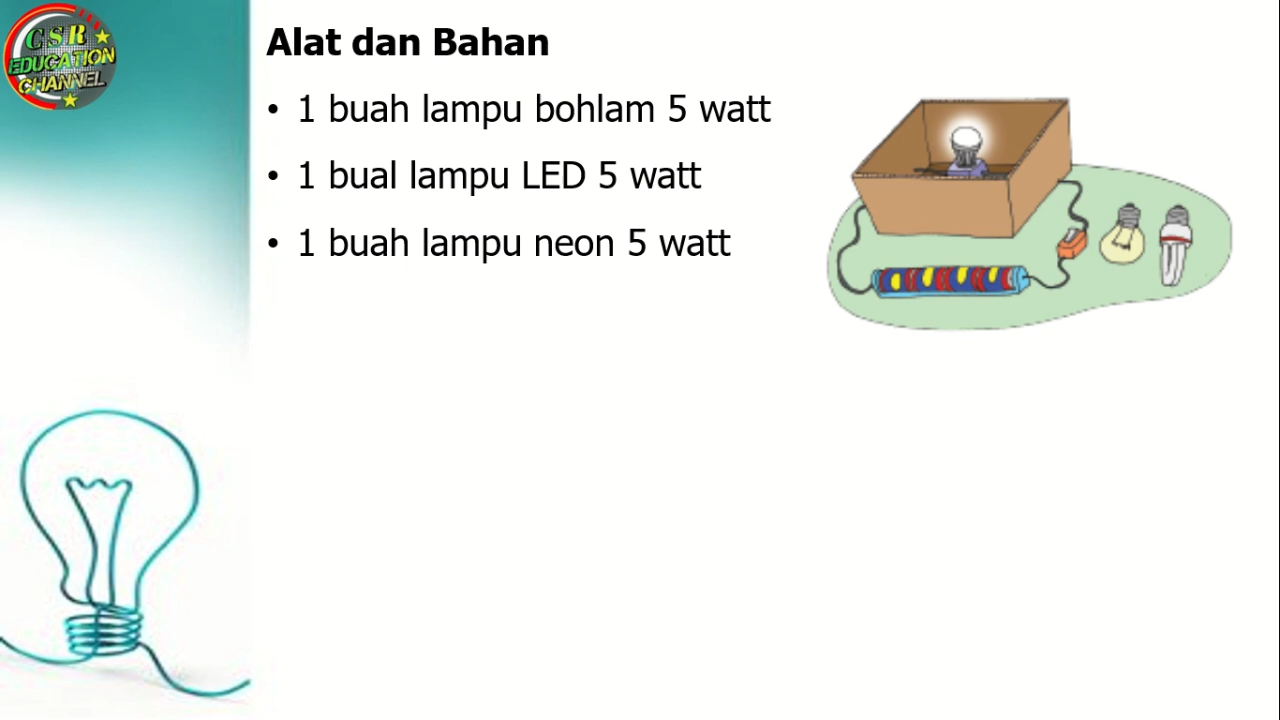 CSR
EDUCATION
CHANNEL
Alat dan Bahan
• 1 buah lampu bohlam 5 watt
• 1 bual lampu LED 5 watt
• 1 buah lampu neon 5 watt